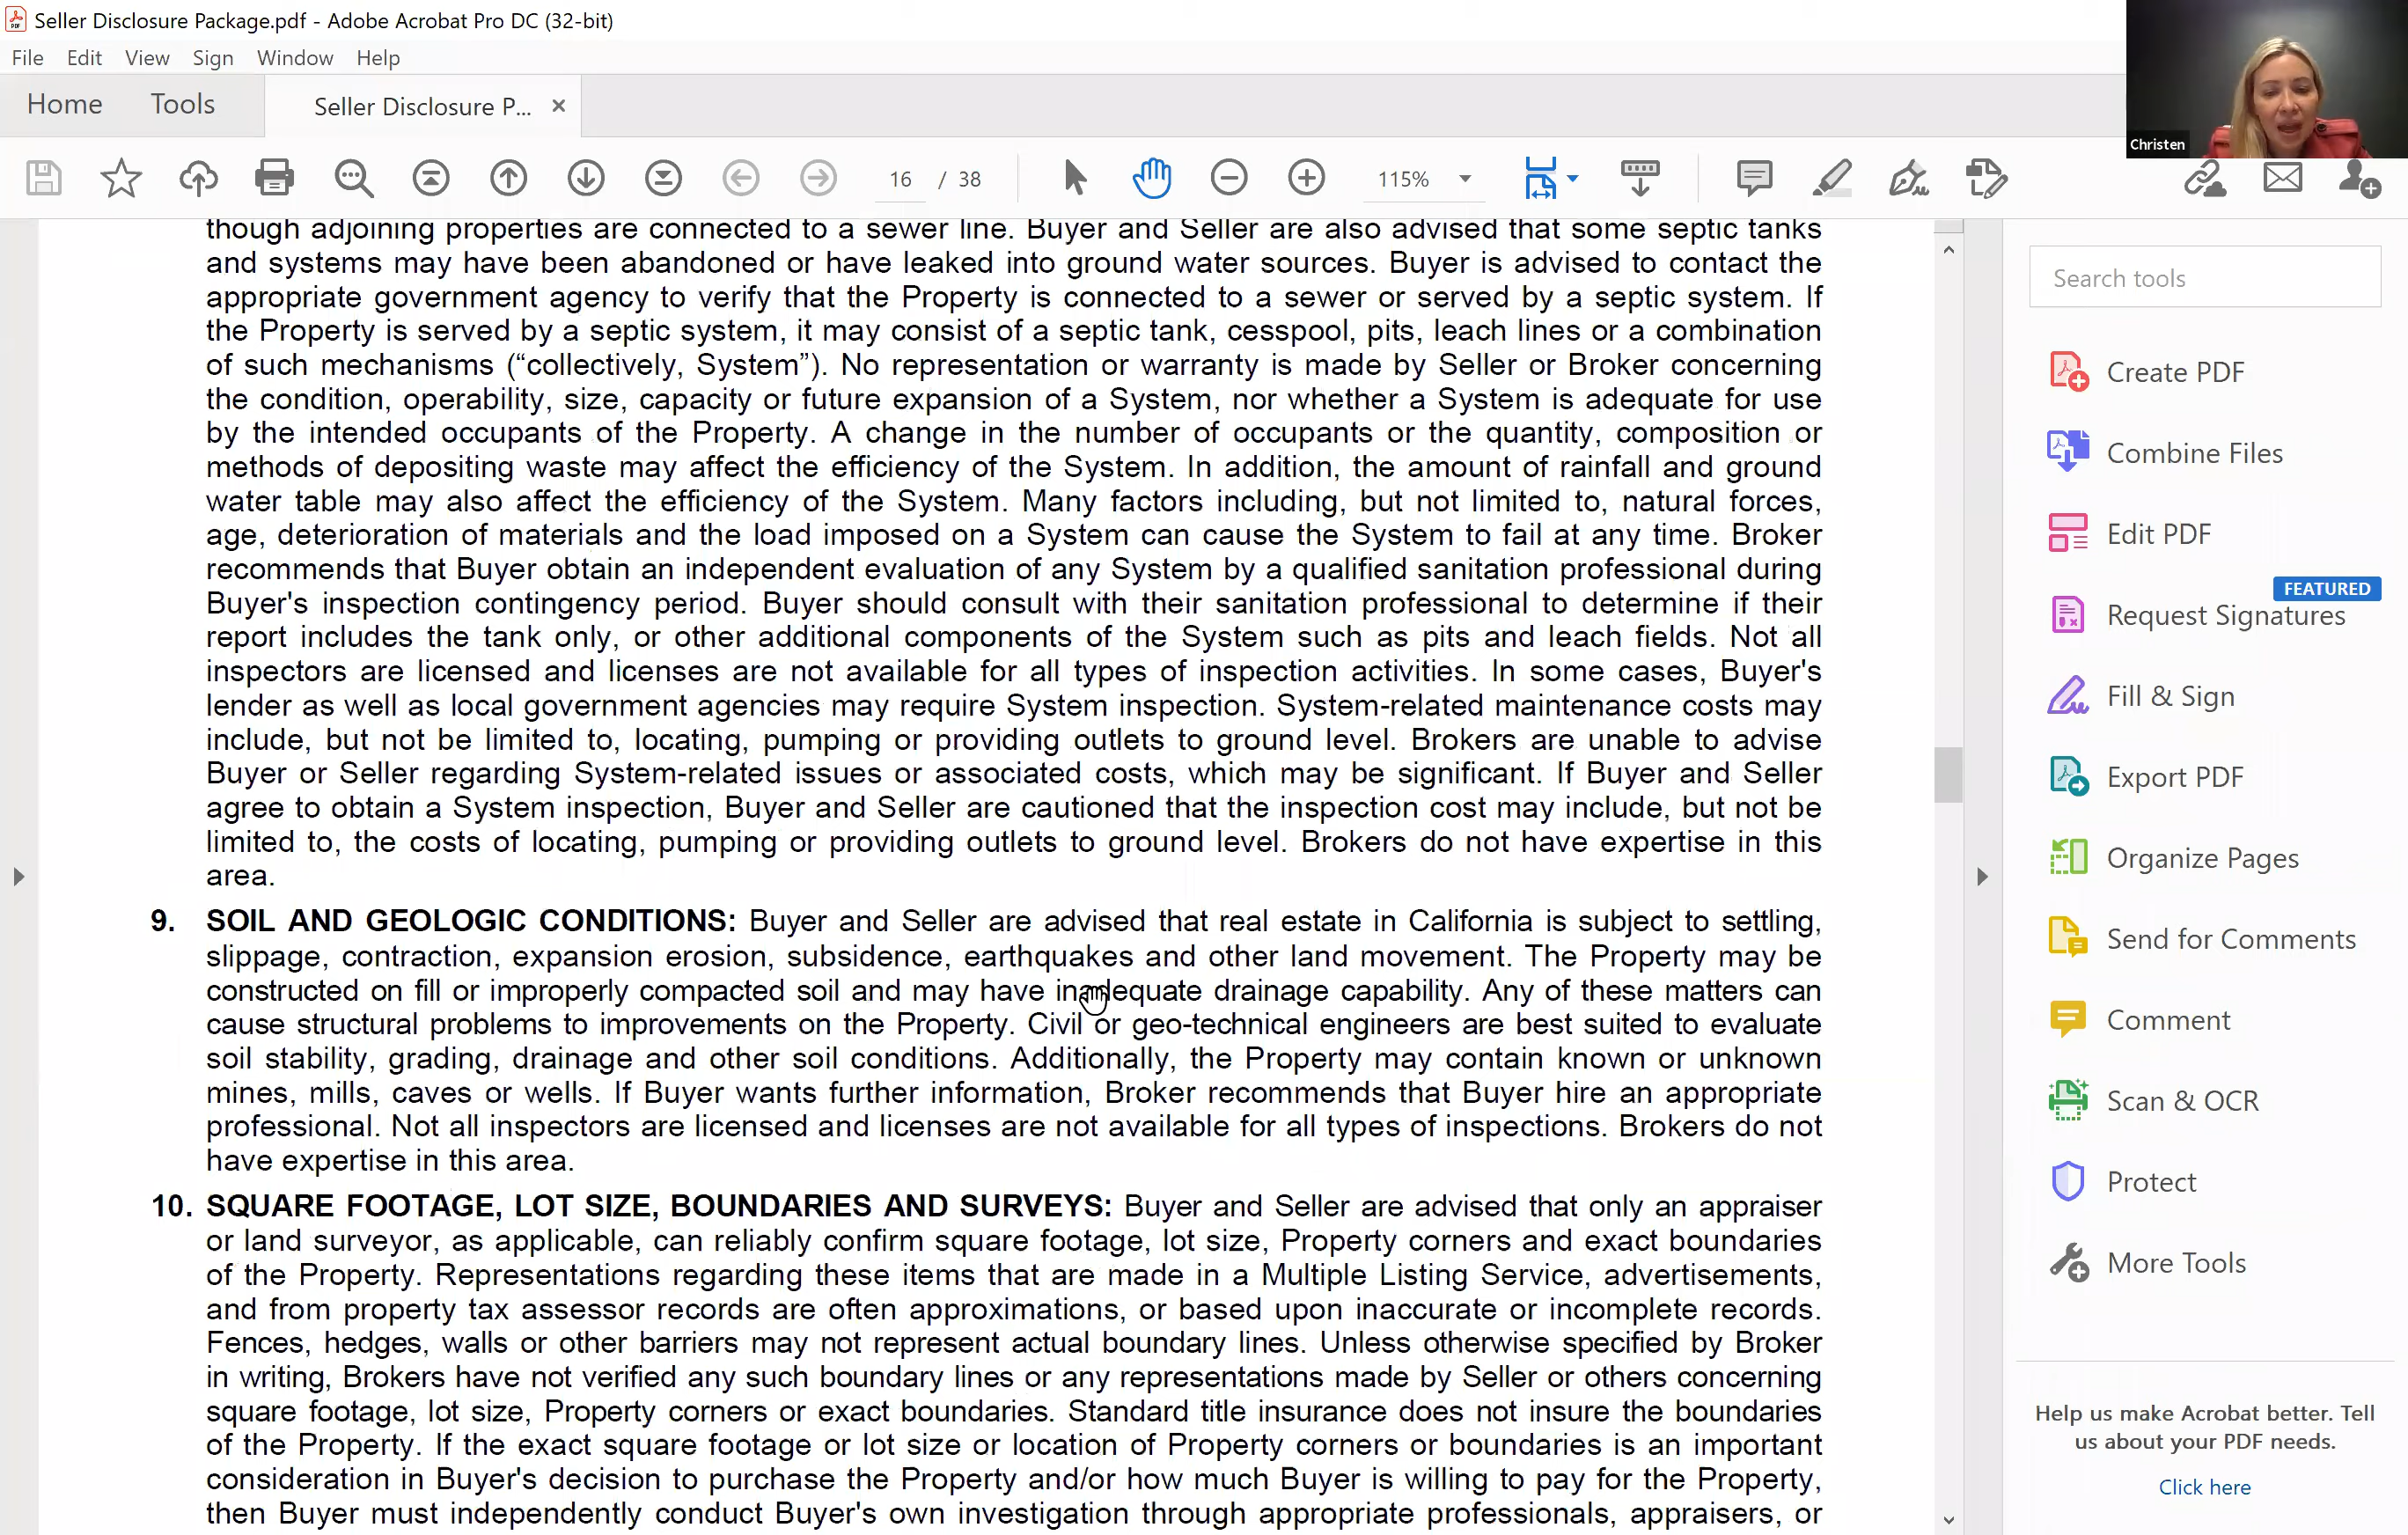 Seller Disclosure Package.pdf - Adobe Acrobat Pro DC (32-bit)
File Edit View Sign Window Help
Home Tools Seller Disclosure P... ×
16 / 38 115%
Christen
though adjoining properties are connected to a sewer line. Buyer and Seller are also advised that some septic tanks
and systems may have been abandoned or have leaked into ground water sources. Buyer is advised to contact the
appropriate government agency to verify that the Property is connected to a sewer or served by a septic system. If
the Property is served by a septic system, it may consist of a septic tank, cesspool, pits, leach lines or a combination
of such mechanisms (“collectively, System”). No representation or warranty is made by Seller or Broker concerning
the condition, operability, size, capacity or future expansion of a System, nor whether a System is adequate for use
by the intended occupants of the Property. A change in the number of occupants or the quantity, composition or
methods of depositing waste may affect the efficiency of the System. In addition, the amount of rainfall and ground
water table may also affect the efficiency of the System. Many factors including, but not limited to, natural forces,
age, deterioration of materials and the load imposed on a System can cause the System to fail at any time. Broker
recommends that Buyer obtain an independent evaluation of any System by a qualified sanitation professional during
Buyer's inspection contingency period. Buyer should consult with their sanitation professional to determine if their
report includes the tank only, or other additional components of the System such as pits and leach fields. Not all
inspectors are licensed and licenses are not available for all types of inspection activities. In some cases, Buyer's
lender as well as local government agencies may require System inspection. System-related maintenance costs may
include, but not be limited to, locating, pumping or providing outlets to ground level. Brokers are unable to advise
Buyer or Seller regarding System-related issues or associated costs, which may be significant. If Buyer and Seller
agree to obtain a System inspection, Buyer and Seller are cautioned that the inspection cost may include, but not be
limited to, the costs of locating, pumping or providing outlets to ground level. Brokers do not have expertise in this
area.
9. SOIL AND GEOLOGIC CONDITIONS: Buyer and Seller are advised that real estate in California is subject to settling,
slippage, contraction, expansion erosion, subsidence, earthquakes and other land movement. The Property may be
constructed on fill or improperly compacted soil and may have inadequate drainage capability. Any of these matters can
cause structural problems to improvements on the Property. Civil or geo-technical engineers are best suited to evaluate
soil stability, grading, drainage and other soil conditions. Additionally, the Property may contain known or unknown
mines, mills, caves or wells. If Buyer wants further information, Broker recommends that Buyer hire an appropriate
professional. Not all inspectors are licensed and licenses are not available for all types of inspections. Brokers do not
have expertise in this area.
10. SQUARE FOOTAGE, LOT SIZE, BOUNDARIES AND SURVEYS: Buyer and Seller are advised that only an appraiser
or land surveyor, as applicable, can reliably confirm square footage, lot size, Property corners and exact boundaries
of the Property. Representations regarding these items that are made in a Multiple Listing Service, advertisements,
and from property tax assessor records are often approximations, or based upon inaccurate or incomplete records.
Fences, hedges, walls or other barriers may not represent actual boundary lines. Unless otherwise specified by Broker
in writing, Brokers have not verified any such boundary lines or any representations made by Seller or others concerning
square footage, lot size, Property corners or exact boundaries. Standard title insurance does not insure the boundaries
of the Property. If the exact square footage or lot size or location of Property corners or boundaries is an important
consideration in Buyer's decision to purchase the Property and/or how much Buyer is willing to pay for the Property,
then Buyer must independently conduct Buyer's own investigation through appropriate professionals, appraisers, or
Search tools
Create PDF
Combine Files
Edit PDF
FEATURED
Request Signatures
Fill & Sign
Export PDF
Organize Pages
Send for Comments
Comment
Scan & OCR
Protect
More Tools
Help us make Acrobat better. Tell
us about your PDF needs.
Click here